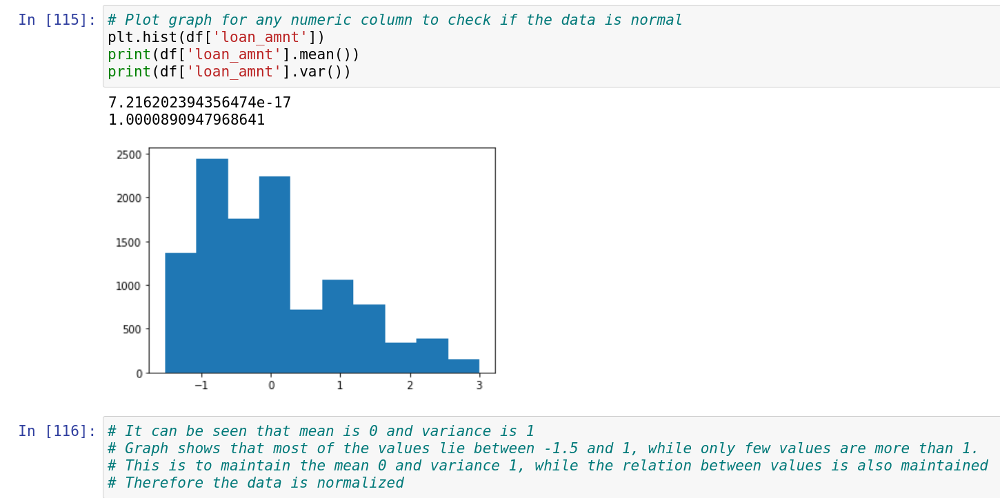 In [115]: # Plot graph for any numeric column to check if the data is normal
plt.hist(df['loan_amnt'])
print(df['loan_amnt'].mean())
print(df['loan_amnt'].var())
7.216202394356474e-17
1.0000890947968641
2500
2000
1500
1000
500
0
−1 0 1 2 3
In [116]: # It can be seen that mean is 0 and variance is 1
# Graph shows that most of the values lie between -1.5 and 1, while only few values are more than 1.
# This is to maintain the mean 0 and variance 1, while the relation between values is also maintained
# Therefore the data is normalized